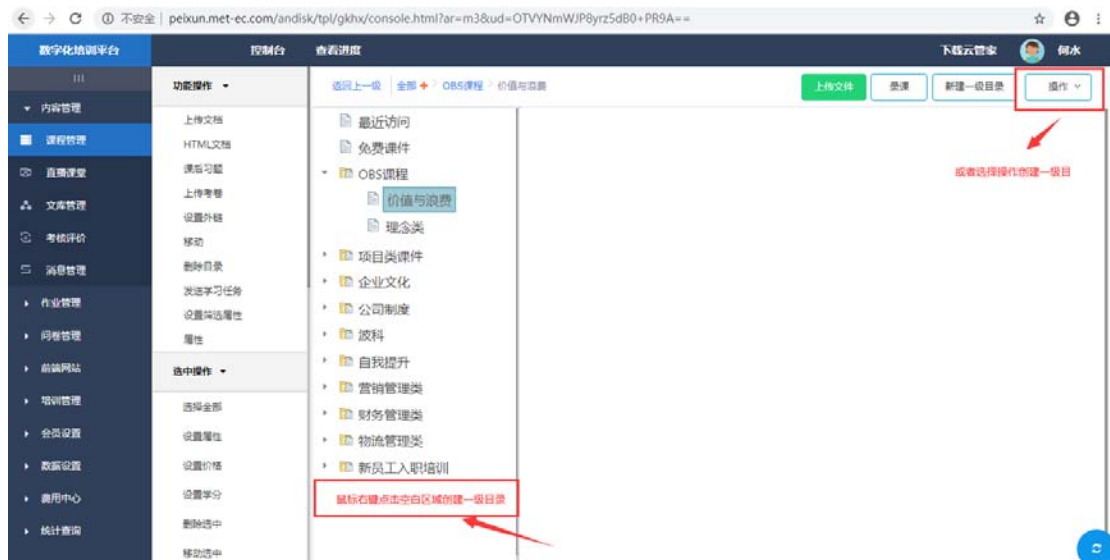 不安全 | peixun.met-ec.com/andisk/tpl/gkhx/console.html?ar=m3&ud=OTVYNmWJP8yrz5dB0+PR9A==
数字化培训平台 控制台 查看进度 下载云管家 何水
内容管理
课程管理
直播课堂
文库管理
考核评价
消息管理
作业管理
问卷管理
前端网站
培训管理
会员设置
数据设置
费用中心
统计查询
功能操作
上传文档
HTML文档
课后习题
上传考卷
设置外链
移动
删除目录
发送学习任务
设置筛选属性
属性
选中操作
选择全部
设置属性
设置价格
设置学分
删除选中
移动选中
返回上一级 全部 + OBS课程 价值与浪费
上传文件 录课 新建一级目录 操作
最近访问
免费课件
OBS课程
价值与浪费
理念类
项目类课件
企业文化
公司制度
波科
自我提升
营销管理类
财务管理类
物流管理类
新员工入职培训
鼠标右键点击空白区域创建一级目录
或者选择操作创建一级目